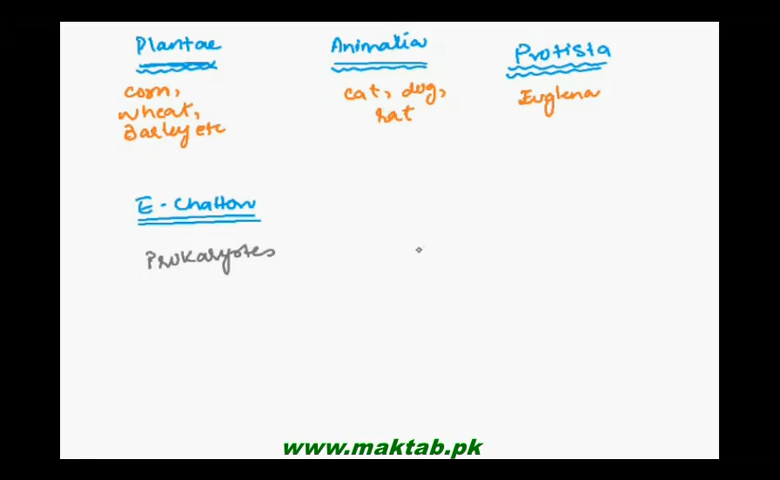 Plantae
Animalia
Protista
corn,
wheat,
Barley etc
cat, dog,
rat
Euglena
E - Chatton
Prokaryotes
www.maktab.pk